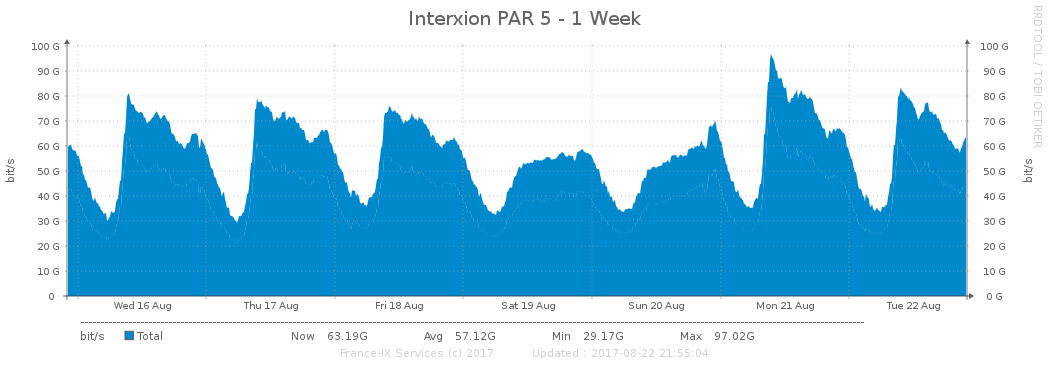 Interxion PAR 5 - 1 Week
RRDTOOL / TOBI OETIKER
100 G 100 G
90 G 90 G
80 G 80 G
70 G 70 G
60 G 60 G
50 G 50 G
40 G 40 G
30 G 30 G
20 G 20 G
10 G 10 G
0 0 G
bit/s bit/s
Wed 16 Aug Thu 17 Aug Fri 18 Aug Sat 19 Aug Sun 20 Aug Mon 21 Aug Tue 22 Aug
bit/s Total Now 63.19G Avg 57.12G Min 29.17G Max 97.02G
France-IX Services (c) 2017 Updated : 2017-08-22 21:55:04